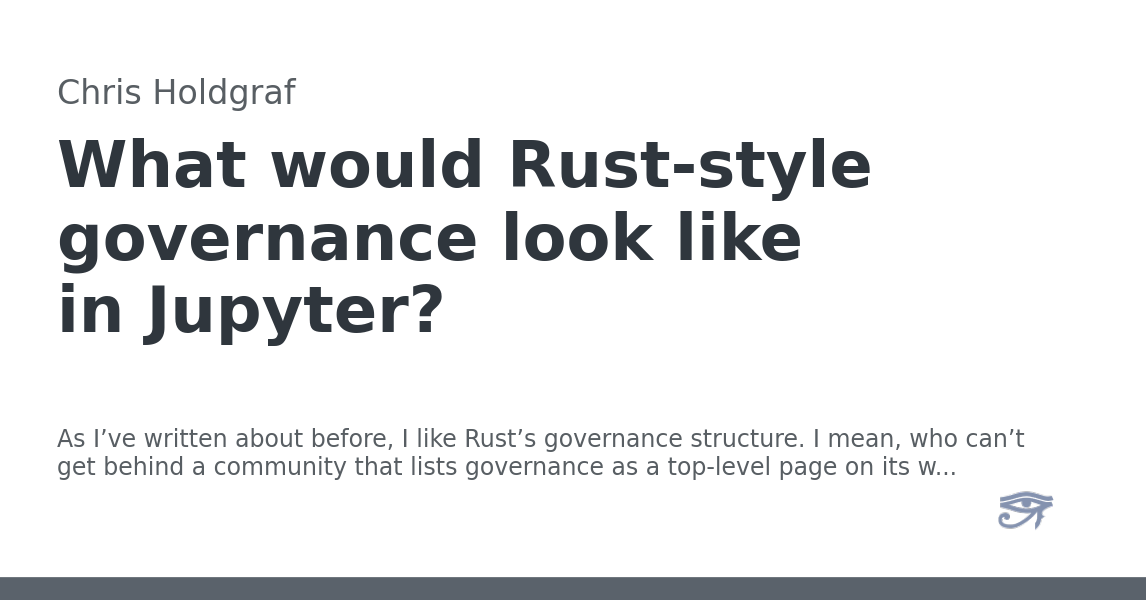 Chris Holdgraf
What would Rust-style
governance look like
in Jupyter?
As I’ve written about before, I like Rust’s governance structure. I mean, who can’t
get behind a community that lists governance as a top-level page on its w...